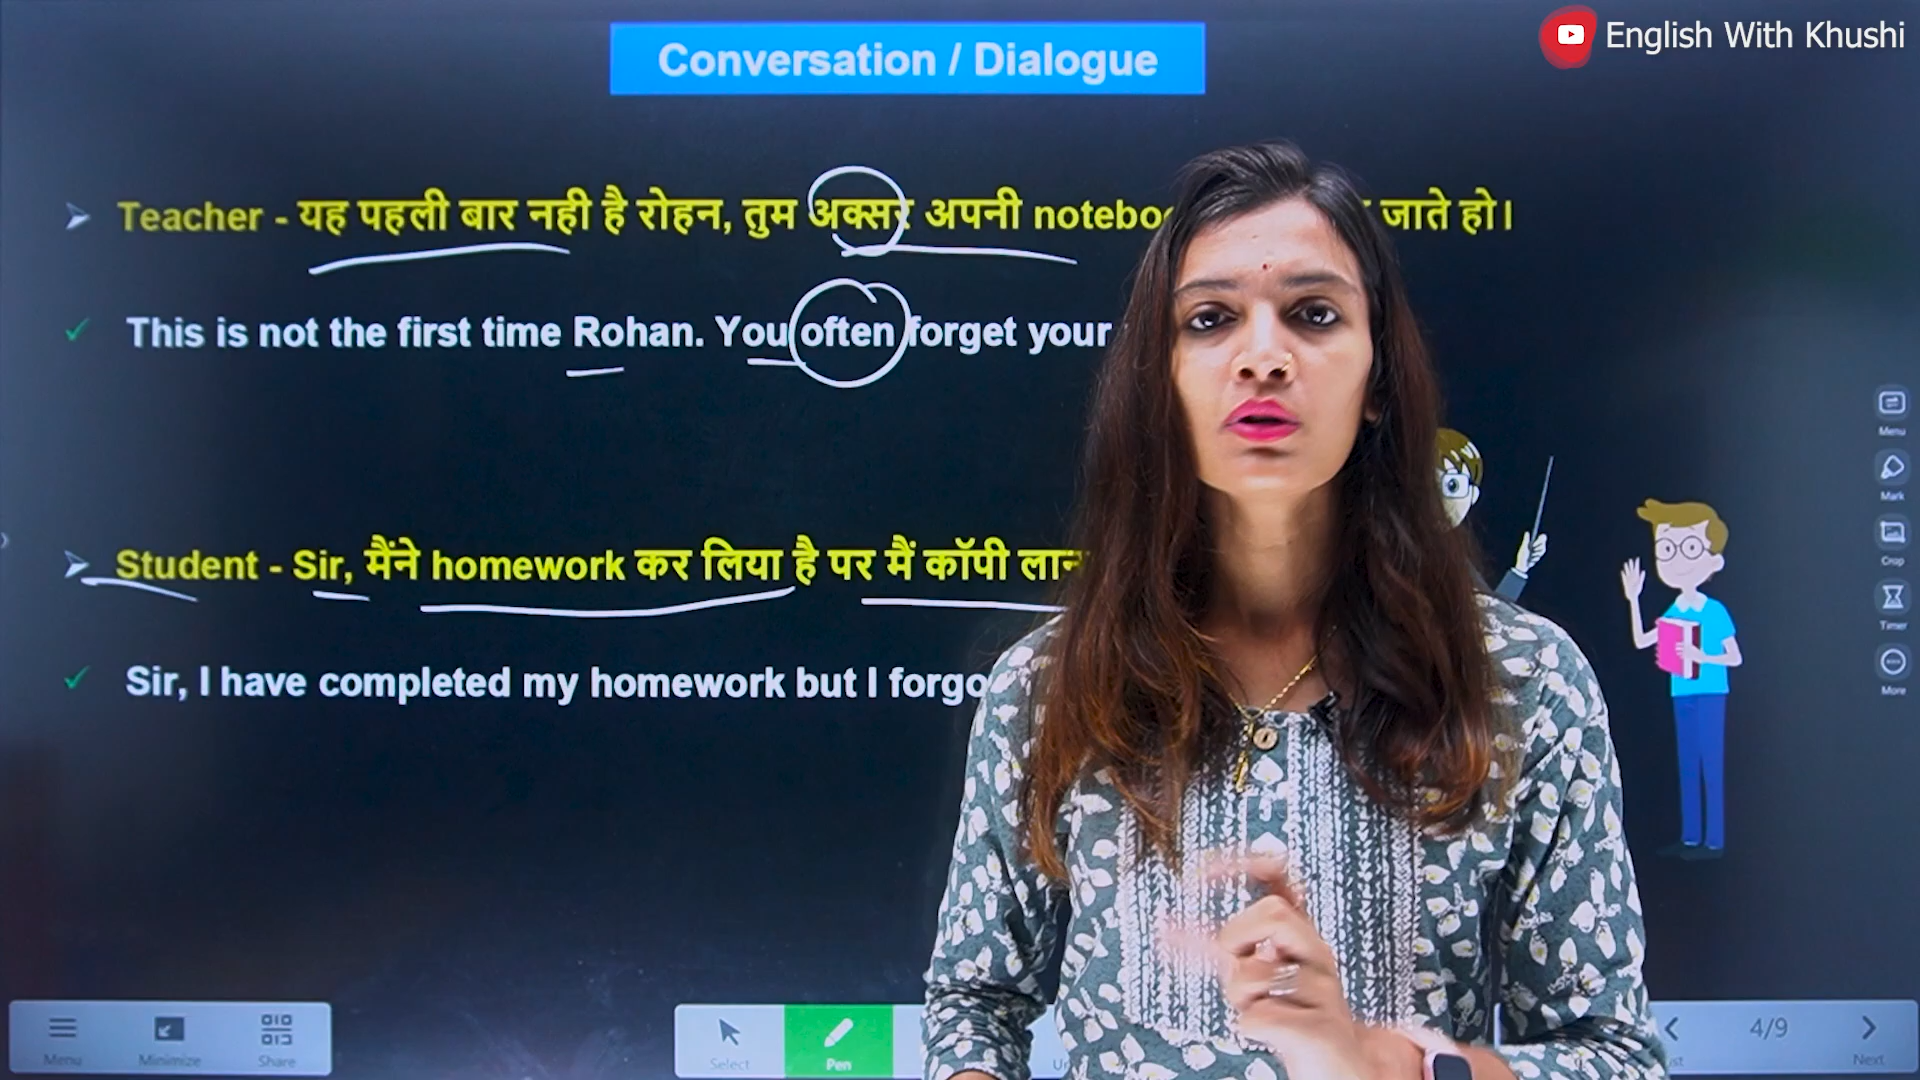 English With Khushi
Conversation / Dialogue
Teacher - यह पहली बार नही है रोहन, तुम अक्सर अपनी जाते हो।
This is not the first time Rohan. You often forget your
Student - Sir, मैंने homework कर लिया है पर मैं कॉपी
Sir, I have completed my homework but I
Menu
Mark
Crop
Timer
More
Menu Minimize Share Select Pen 4/9 Next